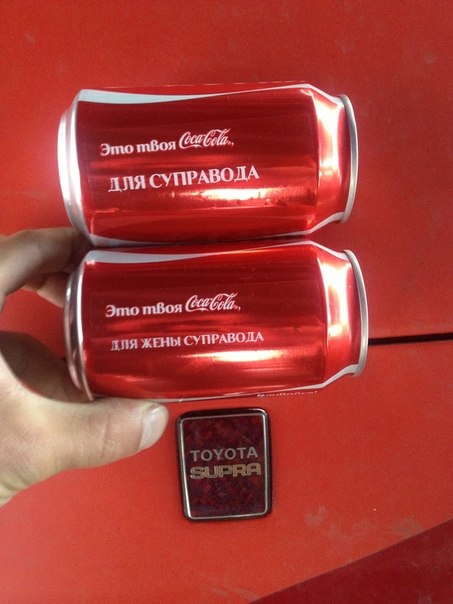 Это твоя Coca-Cola,
ДЛЯ СУПРАВОДА
Это твоя Coca-Cola,
ДЛЯ ЖЕНЫ СУПРАВОДА
TOYOTA
SUPRA